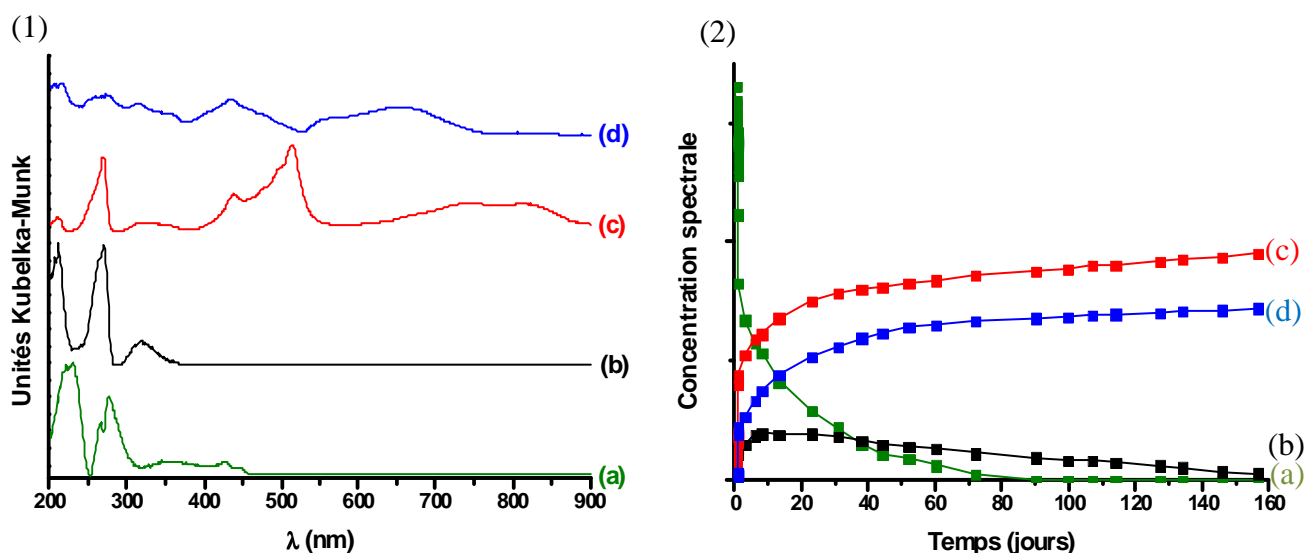 (1)
Unités Kubelka-Munk
(d)
(c)
(b)
(a)
200 300 400 500 600 700 800 900
λ (nm)
(2)
Concentration spectrale
(c)
(d)
(b)
(a)
0 20 40 60 80 100 120 140 160
Temps (jours)